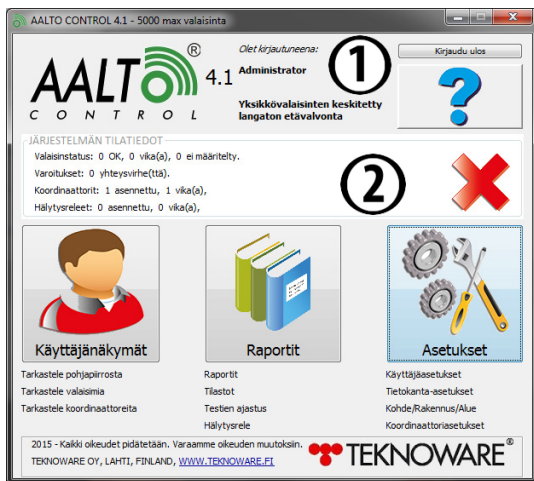 AALTO CONTROL 4.1 - 5000 max valaisinta
AALTO®
CONTROL
4.1
Olet kirjautuneena:
Administrator
Yksikkövalaisinten keskitetty
langaton etävalvonta
1
Kirjaudu ulos
?
JÄRJESTELMÄN TILATIEDOT
Valaisinstatus: 0 OK, 0 vika(a), 0 ei määritelty.
Varoitukset: 0 yhteysvirhe(ttä).
Koordinaattorit: 1 asennettu, 1 vika(a),
Hälytysreleet: 0 asennettu, 0 vika(a),
2
Käyttäjänäkymät
Raportit
Asetukset
Tarkastele pohjapiirrosta
Tarkastele valaisimia
Tarkastele koordinaattoreita
Raportit
Tilastot
Testien ajastus
Hälytysrele
Käyttäjäasetukset
Tietokanta-asetukset
Kohde/Rakennus/Alue
Koordinaattoriasetukset
2015 - Kaikki oikeudet pidätetään. Varaamme oikeuden muutoksiin.
TEKNOWARE OY, LAHTI, FINLAND, WWW.TEKNOWARE.FI
TEKNOWARE®